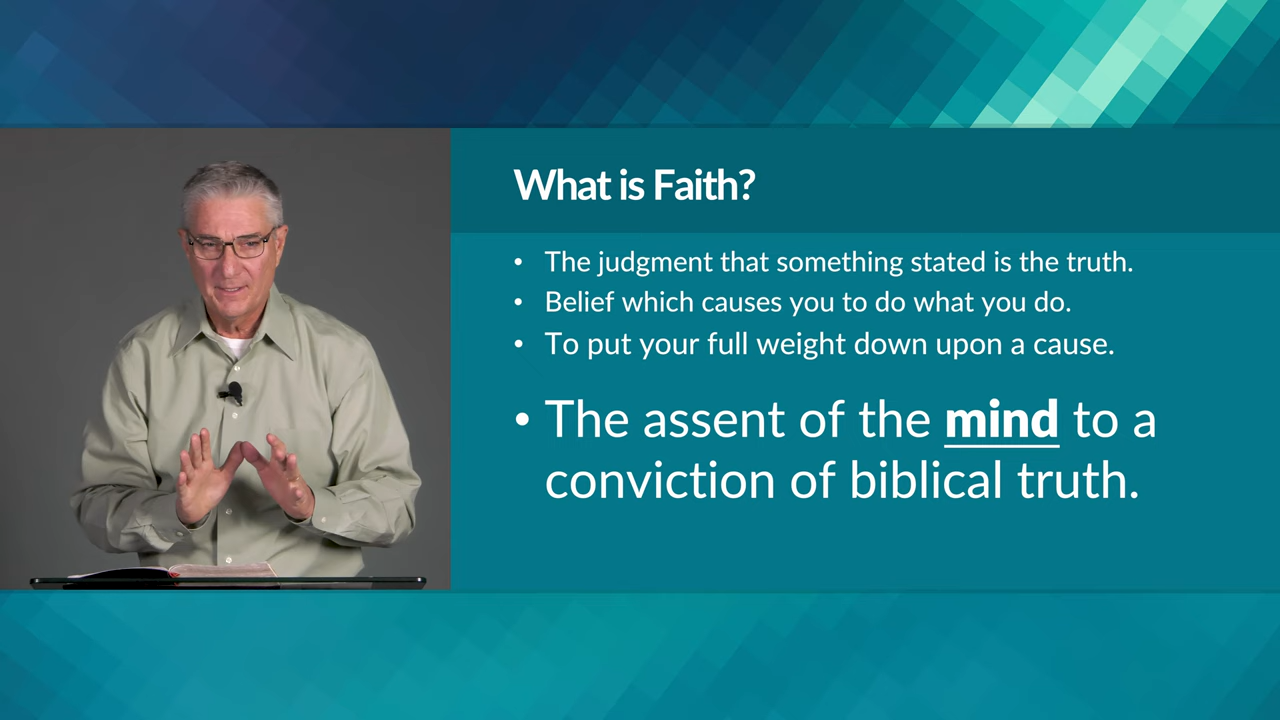 What is Faith?
• The judgment that something stated is the truth.
• Belief which causes you to do what you do.
• To put your full weight down upon a cause.
• The assent of the mind to a
conviction of biblical truth.